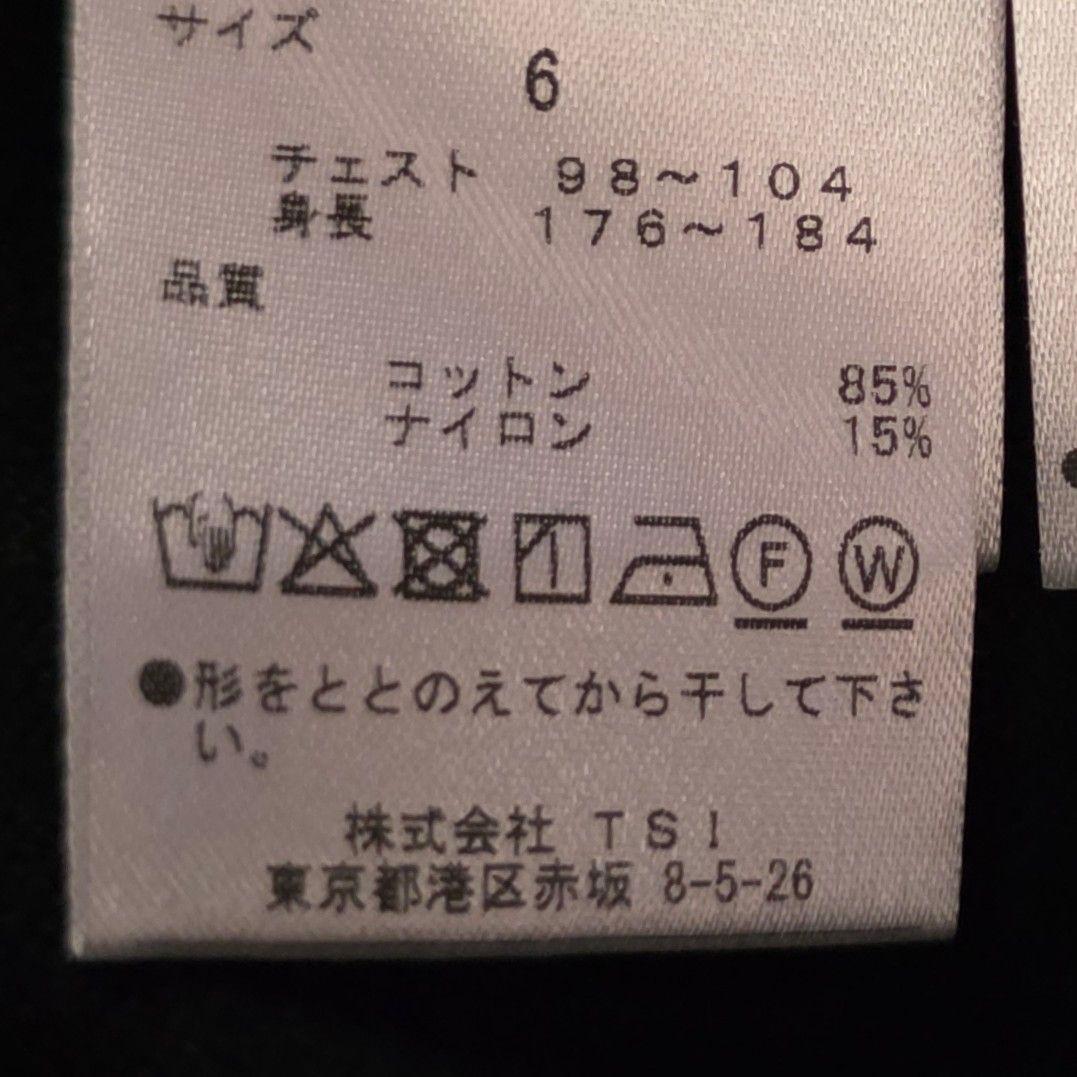 サイズ
6
チェスト 98~104
身長 176~184
品質
コットン 85%
ナイロン 15%
F W
●形をととのえてから干して下さ
い。
株式会社 TSI
東京都港区赤坂 8-5-26